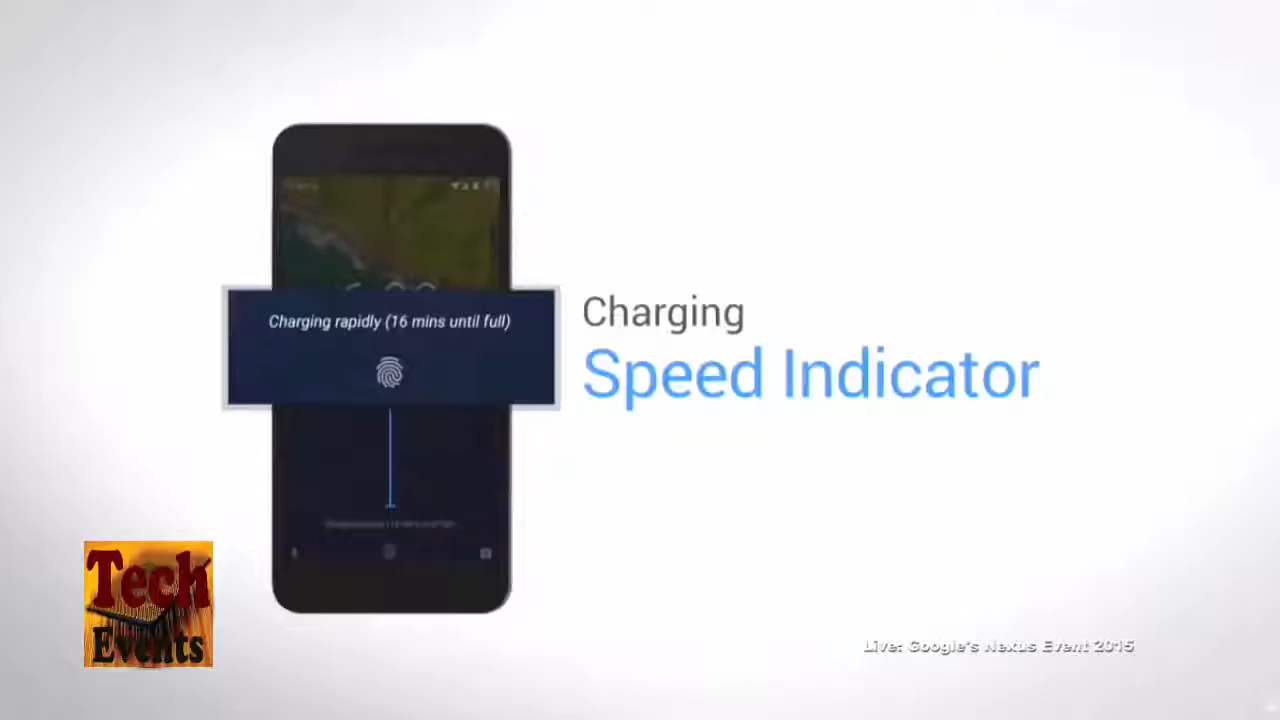 Charging rapidly (16 mins until full)
Charging
Speed Indicator
Tech
Events
Live: Google's Nexus Event 2015